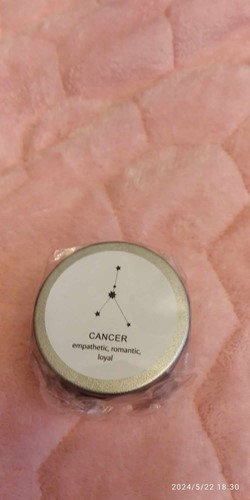 CANCER
empathetic, romantic,
loyal
2024/5/22 18:30